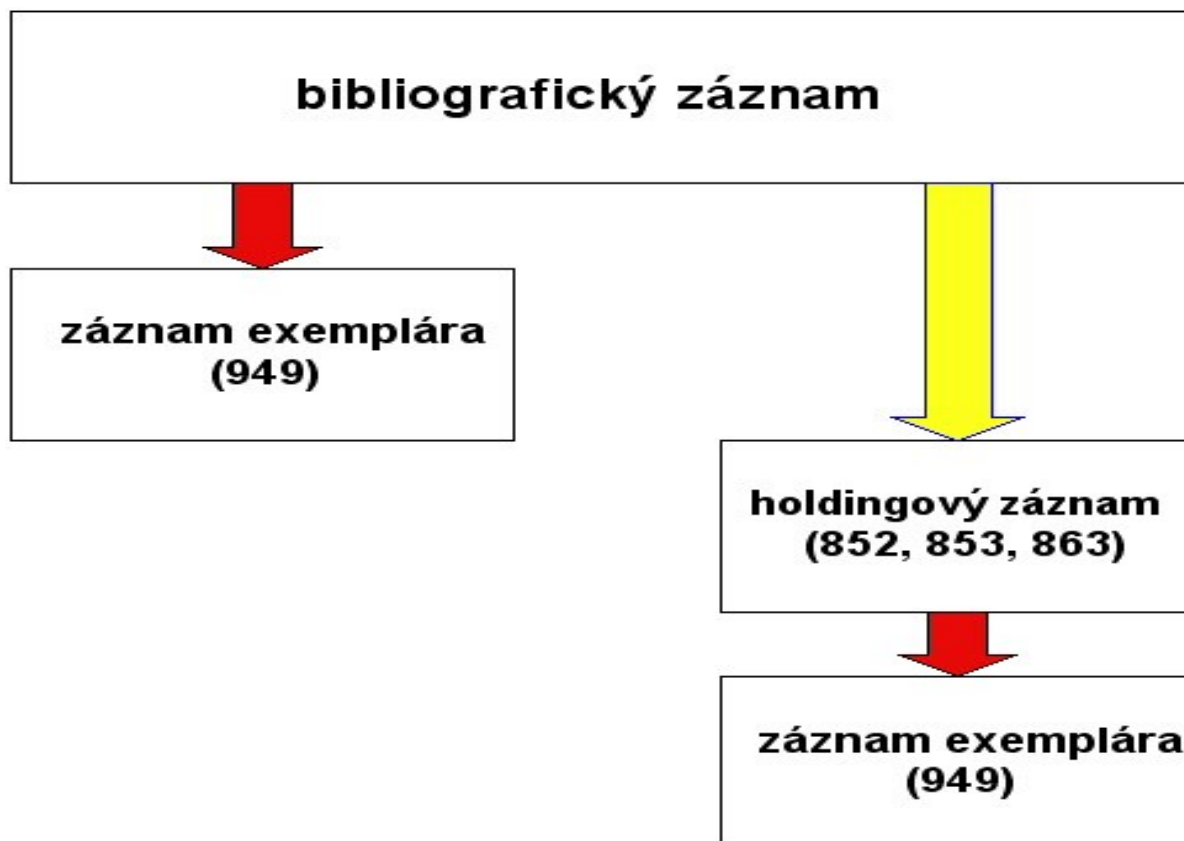 bibliografický záznam
záznam exemplára
(949)
holdingový záznam
(852, 853, 863)
záznam exemplára
(949)